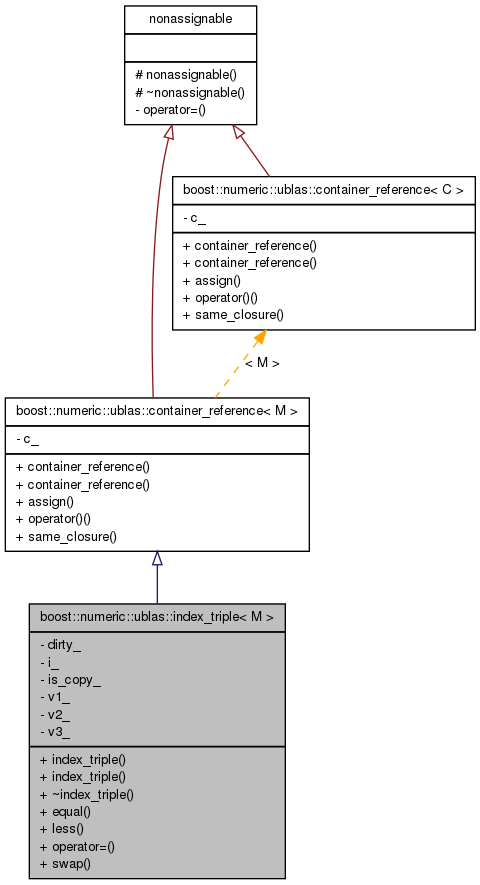 nonassignable
# nonassignable()
# ~nonassignable()
- operator=()
boost::numeric::ublas::container_reference< C >
- c_
+ container_reference()
+ container_reference()
+ assign()
+ operator()()
+ same_closure()
< M >
boost::numeric::ublas::container_reference< M >
- c_
+ container_reference()
+ container_reference()
+ assign()
+ operator()()
+ same_closure()
boost::numeric::ublas::index_triple< M >
- dirty_
- i_
- is_copy_
- v1_
- v2_
- v3_
+ index_triple()
+ index_triple()
+ ~index_triple()
+ equal()
+ less()
+ operator=()
+ swap()